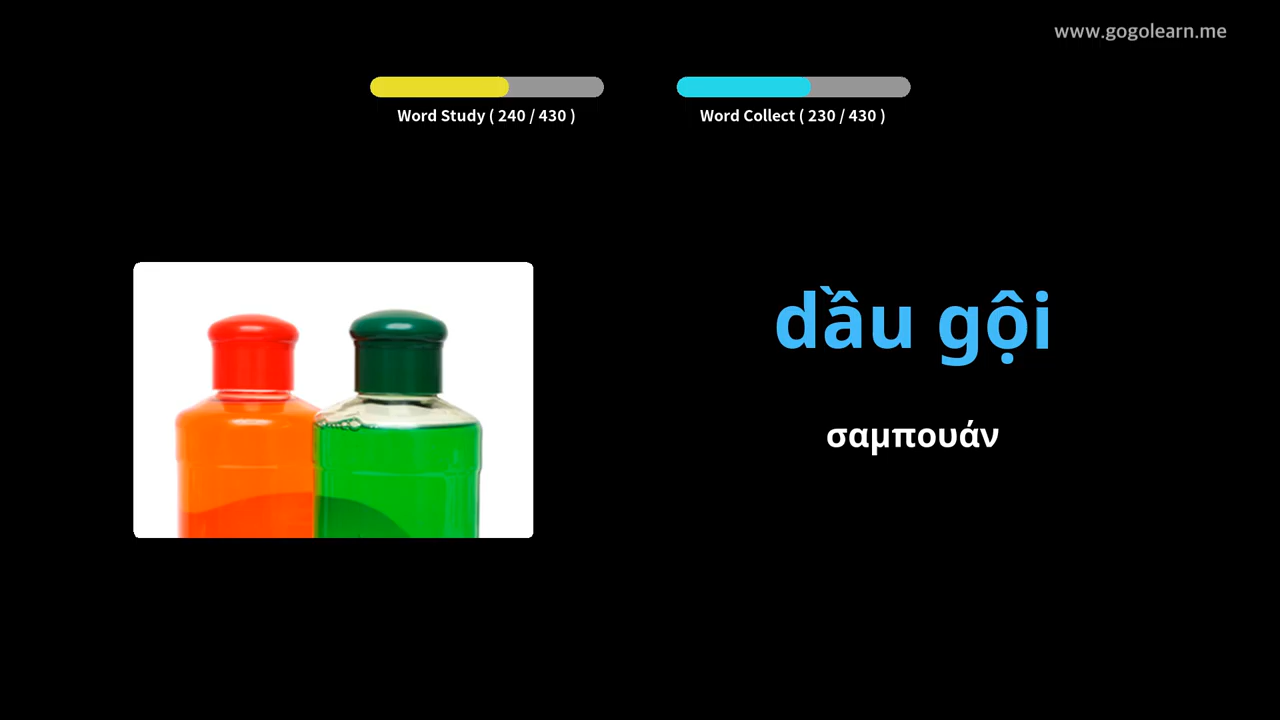 www.gogolearn.me
Word Study ( 240 / 430 )
Word Collect ( 230 / 430 )
dầu gội
σαμπουάν